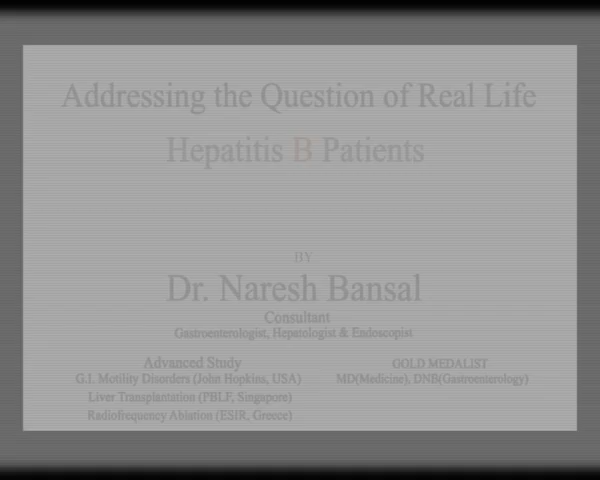 Addressing the Question of Real Life
Hepatitis B Patients
BY
Dr. Naresh Bansal
Consultant
Gastroenterologist, Hepatologist & Endoscopist
Advanced Study
G.I. Motility Disorders (John Hopkins, USA)
Liver Transplantation (PBLF, Singapore)
Radiofrequency Ablation (ESIR, Greece)
GOLD MEDALIST
MD(Medicine), DNB(Gastroenterology)